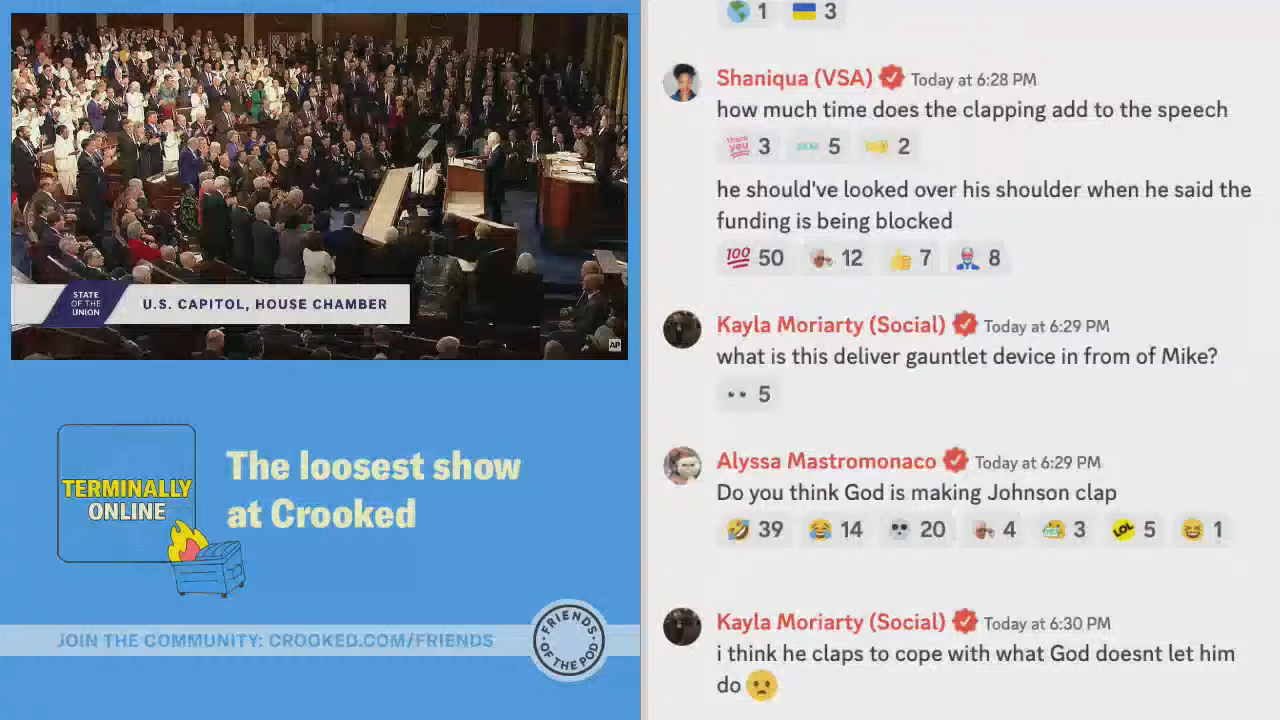 STATE
OF THE
UNION
U.S. CAPITOL, HOUSE CHAMBER
AP
TERMINALLY
ONLINE
The loosest show
at Crooked
JOIN THE COMMUNITY: CROOKED.COM/FRIENDS
FRIENDS
OF THE POD
1 3
Shaniqua (VSA) Today at 6:28 PM
how much time does the clapping add to the speech
thank
you 3 5 2
he should've looked over his shoulder when he said the
funding is being blocked
100 50 12 7 8
Kayla Moriarty (Social) Today at 6:29 PM
what is this deliver gauntlet device in from of Mike?
5
Alyssa Mastromonaco Today at 6:29 PM
Do you think God is making Johnson clap
39 14 20 4 3 LOL 5 1
Kayla Moriarty (Social) Today at 6:30 PM
i think he claps to cope with what God doesnt let him
do